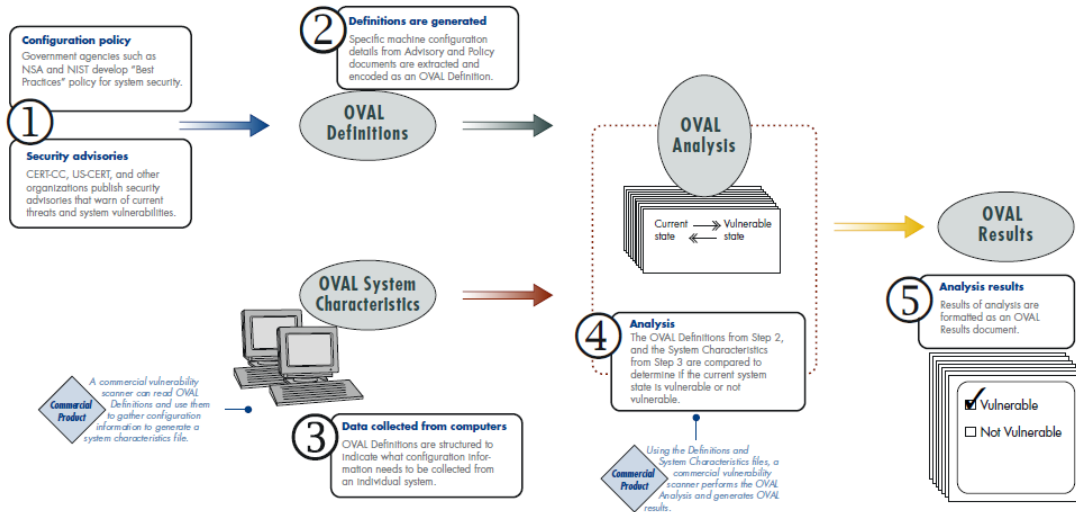 1
Configuration policy
Government agencies such as
NSA and NIST develop “Best
Practices” policy for system security.
Security advisories
CERT-CC, US-CERT, and other
organizations publish security
advisories that warn of current
threats and system vulnerabilities.
2
Definitions are generated
Specific machine configuration
details from Advisory and Policy
documents are extracted and
encoded as an OVAL Definition.
OVAL
Definitions
OVAL System
Characteristics
Commercial
Product
A commercial vulnerability
scanner can read OVAL
Definitions and use them
to gather configuration
information to generate a
system characteristics file.
3
Data collected from computers
OVAL Definitions are structured to
indicate what configuration infor-
mation needs to be collected from
an individual system.
OVAL
Analysis
Current
state
Vulnerable
state
4
Analysis
The OVAL Definitions from Step 2,
and the System Characteristics
from Step 3 are compared to
determine if the current system
state is vulnerable or not
vulnerable.
Commercial
Product
Using the Definitions and
System Characteristics files, a
commercial vulnerability
scanner performs the OVAL
Analysis and generates OVAL
results.
OVAL
Results
5
Analysis results
Results of analysis are
formatted as an OVAL
Results document.
Vulnerable
Not Vulnerable